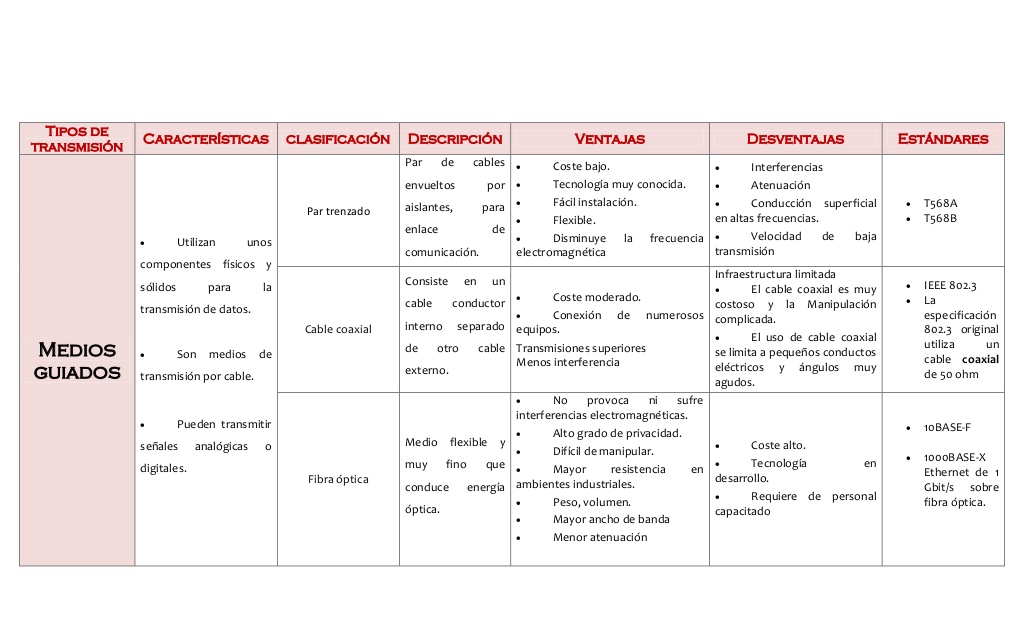 TIPOS DE
TRANSMISIÓN
CARACTERÍSTICAS
CLASIFICACIÓN
DESCRIPCIÓN
VENTAJAS
DESVENTAJAS
ESTÁNDARES
MEDIOS
GUIADOS
• Utilizan unos
componentes físicos y
sólidos para la
transmisión de datos.
• Son medios de
transmisión por cable.
• Pueden transmitir
señales analógicas o
digitales.
Par trenzado
Par de cables
envueltos por
aislantes, para
enlace de
comunicación.
• Coste bajo.
• Tecnología muy conocida.
• Fácil instalación.
• Flexible.
• Disminuye la frecuencia
electromagnética
• Interferencias
• Atenuación
• Conducción superficial
en altas frecuencias.
• Velocidad de baja
transmisión
• T568A
• T568B
Cable coaxial
Consiste en un
cable conductor
interno separado
de otro cable
externo.
• Coste moderado.
• Conexión de numerosos
equipos.
Transmisiones superiores
Menos interferencia
Infraestructura limitada
• El cable coaxial es muy
costoso y la Manipulación
complicada.
• El uso de cable coaxial
se limita a pequeños conductos
eléctricos y ángulos muy
agudos.
• IEEE 802.3
• La
especificación
802.3 original
utiliza un
cable coaxial
de 50 ohm
Fibra óptica
Medio flexible y
muy fino que
conduce energía
óptica.
• No provoca ni sufre
interferencias electromagnéticas.
• Alto grado de privacidad.
• Difícil de manipular.
• Mayor resistencia en
ambientes industriales.
• Peso, volumen.
• Mayor ancho de banda
• Menor atenuación
• Coste alto.
• Tecnología en
desarrollo.
• Requiere de personal
capacitado
• 10BASE-F
• 1000BASE-X
Ethernet de 1
Gbit/s sobre
fibra óptica.